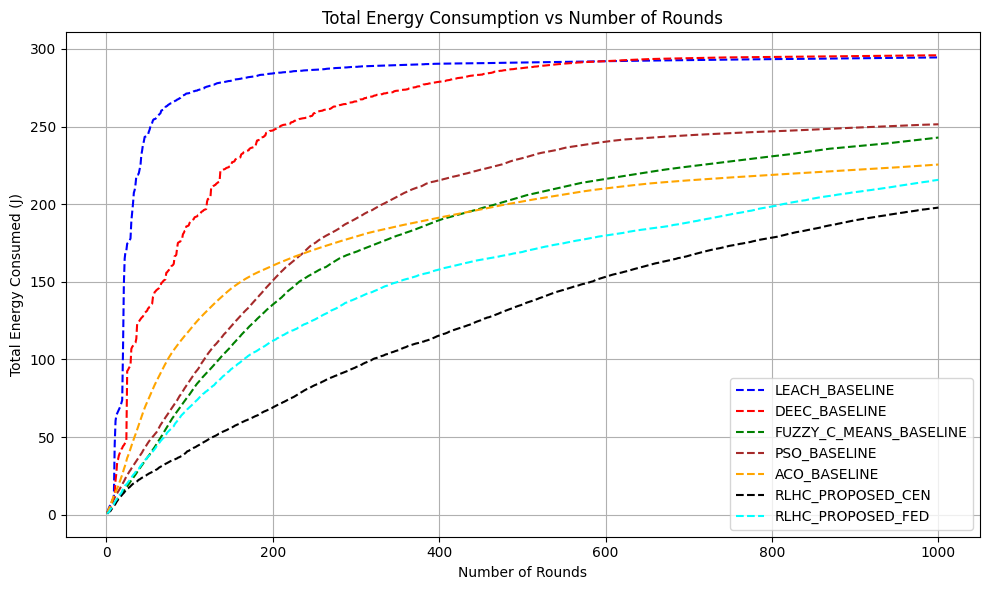 Total Energy Consumption vs Number of Rounds
Total Energy Consumed (J)
300
250
200
150
100
50
0
0 200 400 600 800 1000
Number of Rounds
LEACH_BASELINE
DEEC_BASELINE
FUZZY_C_MEANS_BASELINE
PSO_BASELINE
ACO_BASELINE
RLHC_PROPOSED_CEN
RLHC_PROPOSED_FED